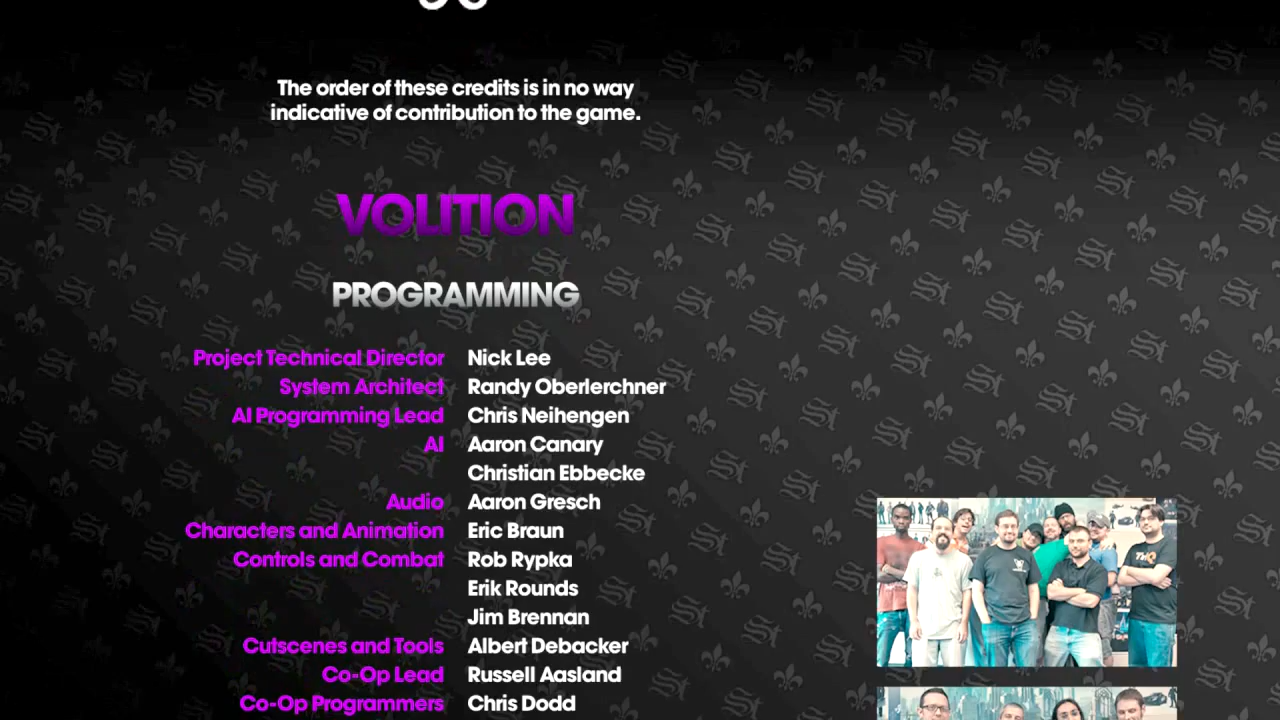 The order of these credits is in no way
indicative of contribution to the game.
VOLITION
PROGRAMMING
Project Technical Director Nick Lee
System Architect Randy Oberlerchner
AI Programming Lead Chris Neihengen
AI Aaron Canary
Christian Ebbecke
Audio Aaron Gresch
Characters and Animation Eric Braun
Controls and Combat Rob Rypka
Erik Rounds
Jim Brennan
Cutscenes and Tools Albert Debacker
Co-Op Lead Russell Aasland
Co-Op Programmers Chris Dodd
THQ